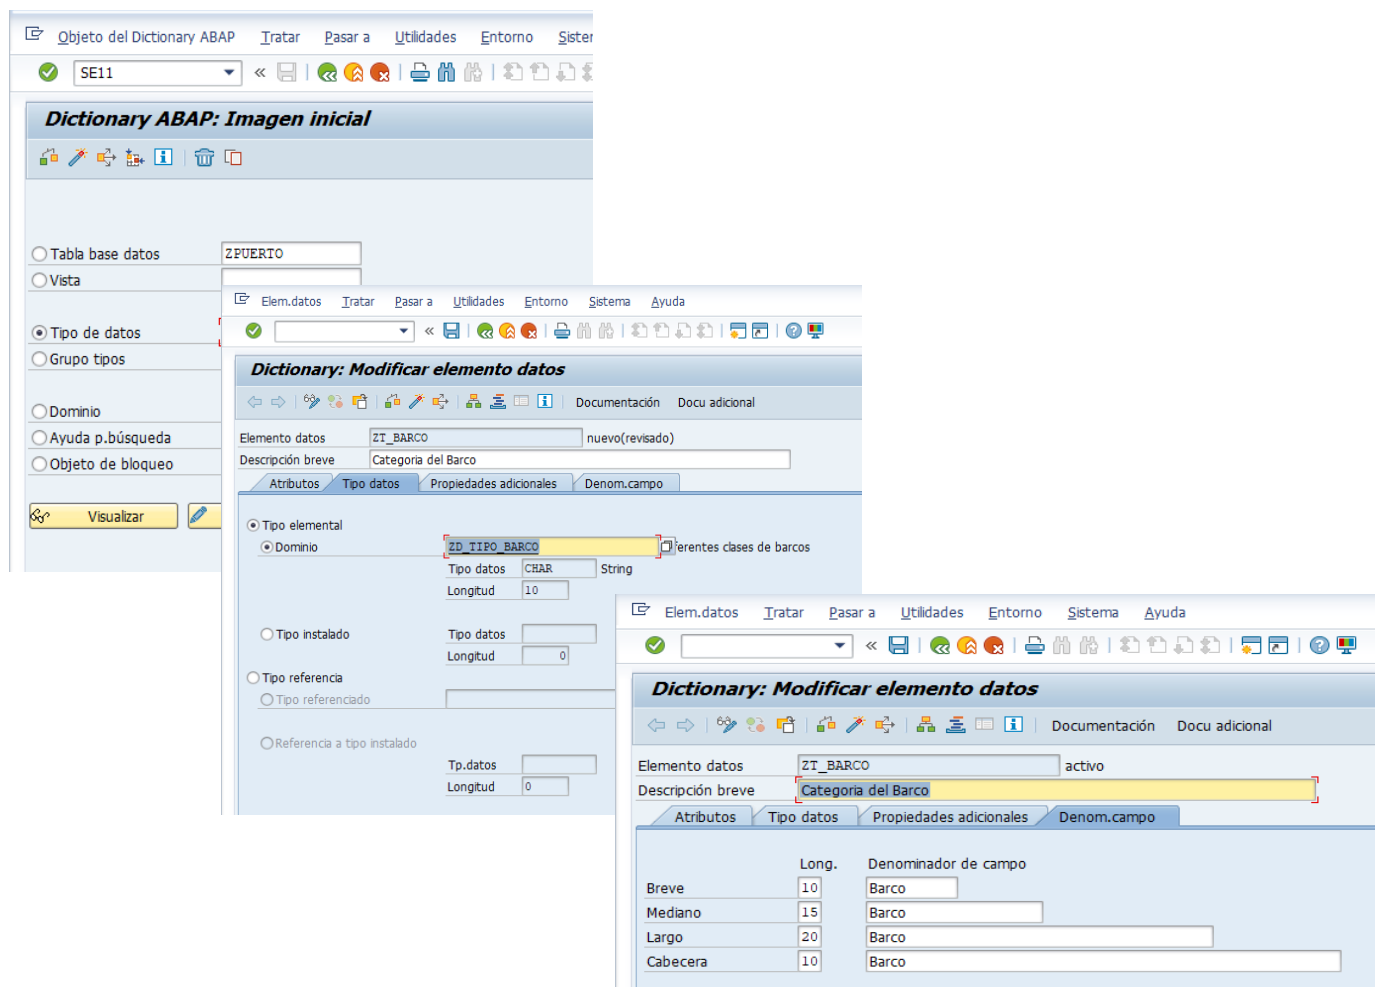 Objeto del Dictionary ABAP Tratar Pasar a Utilidades Entorno
SE11
Dictionary ABAP: Imagen inicial
Tabla base datos ZPUERTO
Vista
Tipo de datos
Grupo tipos
Dominio
Ayuda p.búsqueda
Objeto de bloqueo
Visualizar
Elem.datos Tratar Pasar a Utilidades Entorno Sistema Ayuda
Dictionary: Modificar elemento datos
Documentación Docu adicional
Elemento datos ZT_BARCO nuevo(revisado)
Descripción breve Categoria del Barco
Atributos Tipo datos Propiedades adicionales Denom.campo
Tipo elemental
Dominio ZD_TIPO_BARCO ferentes clases de barcos
Tipo datos CHAR String
Longitud 10
Tipo instalado Tipo datos
Longitud 0
Tipo referencia
Tipo referenciado
Referencia a tipo instalado
Tp.datos
Longitud 0
Elem.datos Tratar Pasar a Utilidades Entorno Sistema Ayuda
Dictionary: Modificar elemento datos
Documentación Docu adicional
Elemento datos ZT_BARCO activo
Descripción breve Categoria del Barco
Atributos Tipo datos Propiedades adicionales Denom.campo
Long. Denominador de campo
Breve 10 Barco
Mediano 15 Barco
Largo 20 Barco
Cabecera 10 Barco